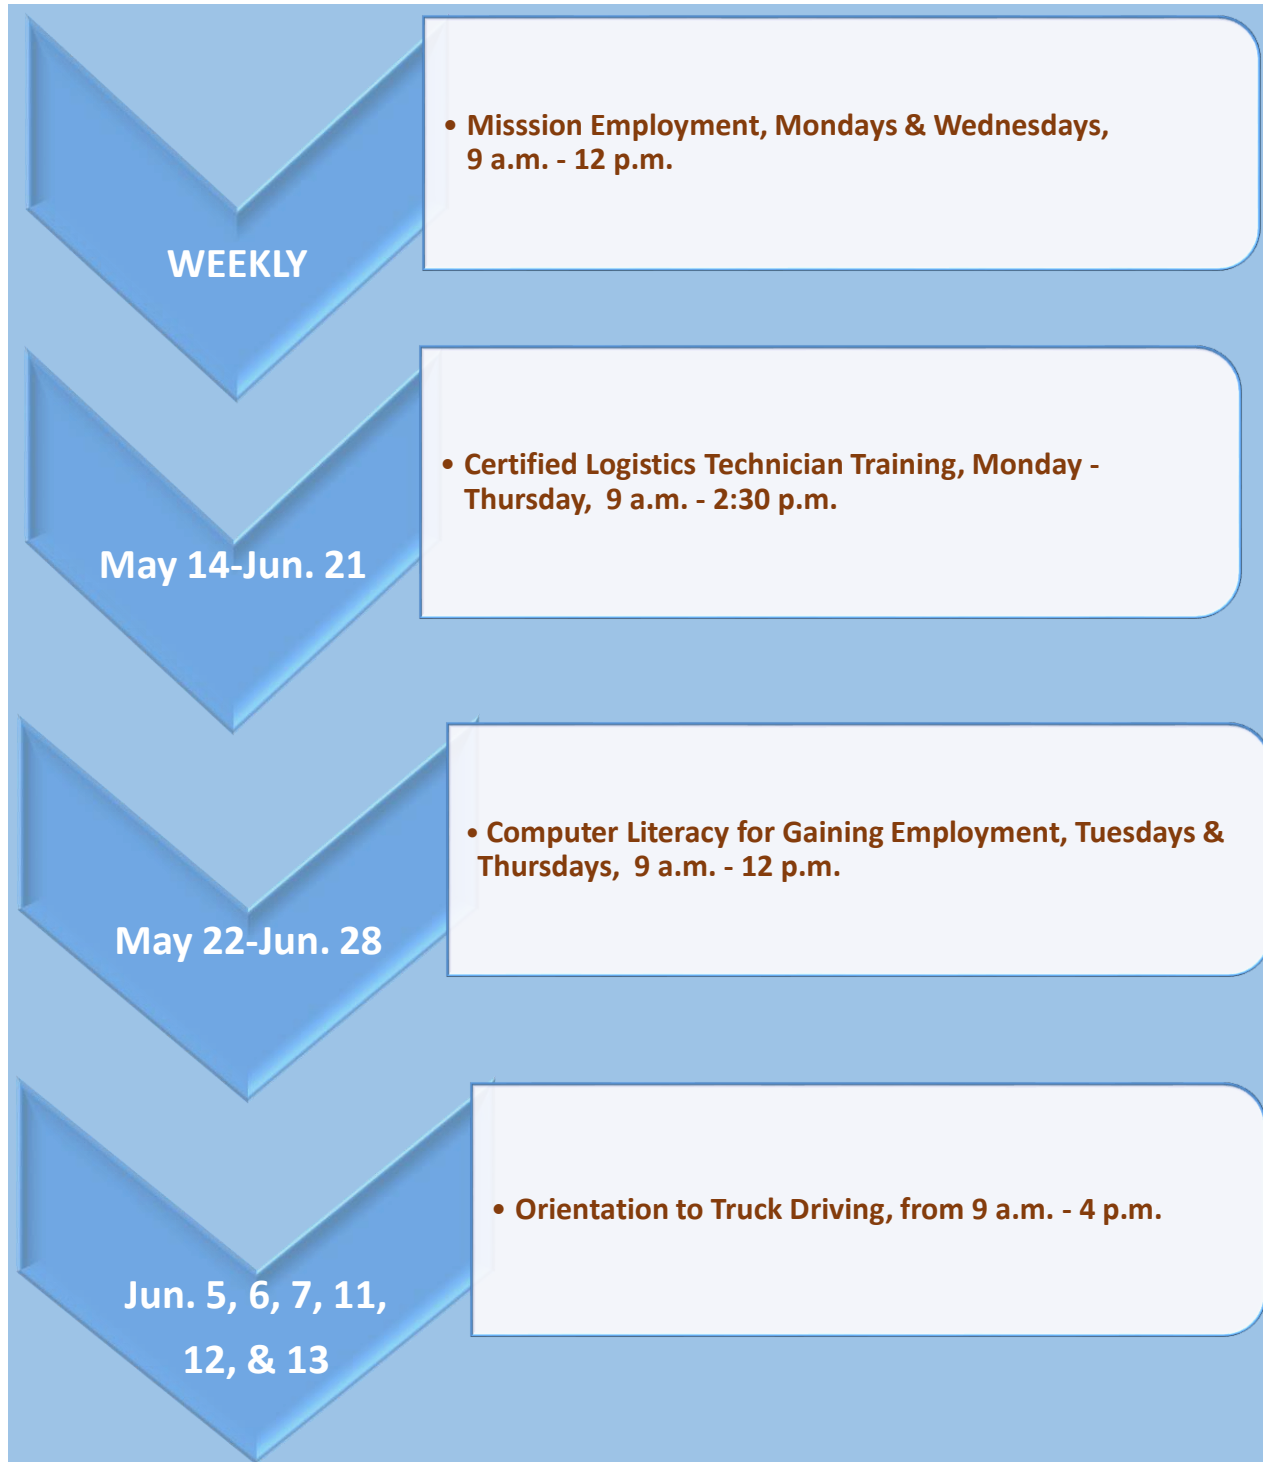 WEEKLY
• Misssion Employment, Mondays & Wednesdays,
9 a.m. - 12 p.m.
May 14-Jun. 21
• Certified Logistics Technician Training, Monday -
Thursday,  9 a.m. - 2:30 p.m.
May 22-Jun. 28
• Computer Literacy for Gaining Employment, Tuesdays &
Thursdays,  9 a.m. - 12 p.m.
Jun. 5, 6, 7, 11,
12, & 13
• Orientation to Truck Driving, from 9 a.m. - 4 p.m.